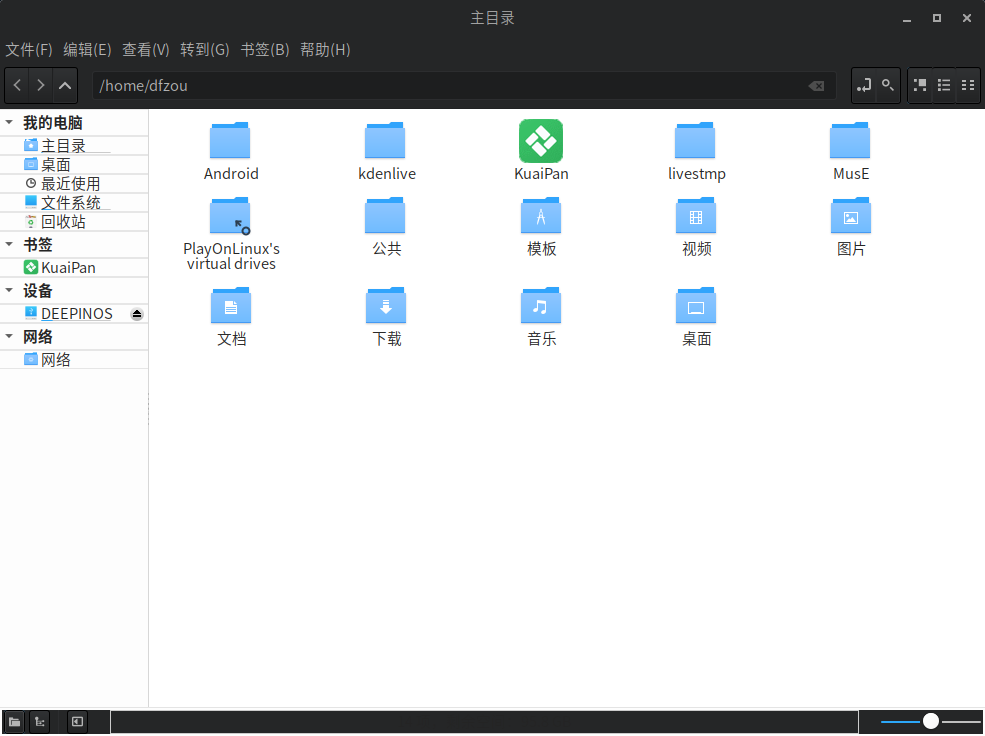 主目录
文件(F) 编辑(E) 查看(V) 转到(G) 书签(B) 帮助(H)
/home/dfzou
我的电脑
主目录
桌面
最近使用
文件系统
回收站
书签
KuaiPan
设备
DEEPINOS
网络
网络
Android kdenlive KuaiPan livestmp MusE
PlayOnLinux's
virtual drives
公共 模板 视频 图片
文档 下载 音乐 桌面